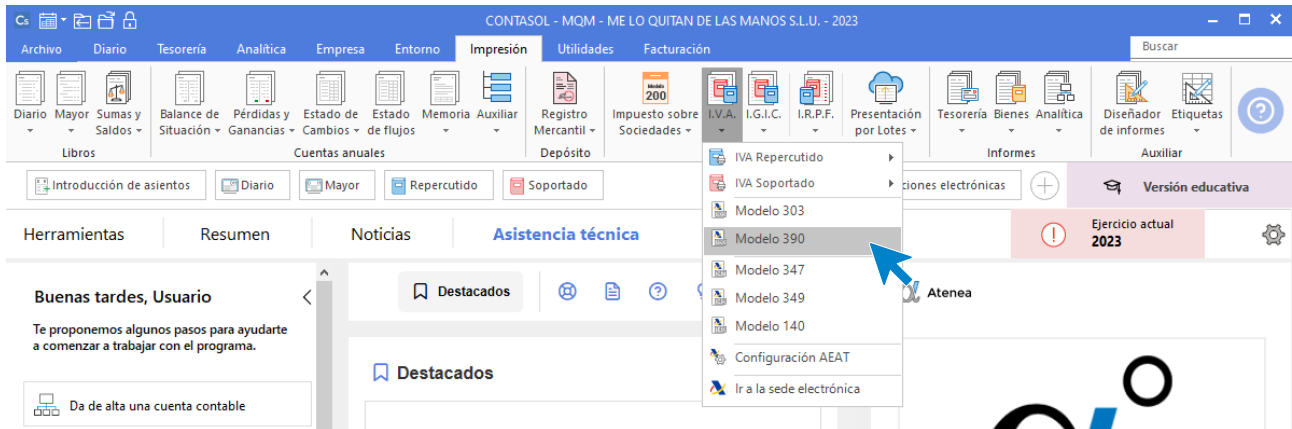 Cs
CONTASOL - MQM - ME LO QUITAN DE LAS MANOS S.L.U. - 2023
Archivo Diario Tesorería Analítica Empresa Entorno Impresión Utilidades Facturación Buscar
Diario Mayor Sumas y Saldos
Balance de Situación Pérdidas y Ganancias Estado de Cambios Estado de flujos Memoria Auxiliar
Registro Mercantil
Modelo 200
Impuesto sobre Sociedades I.V.A. I.G.I.C. I.R.P.F. Presentación por Lotes
Tesorería Bienes Analítica
Diseñador de informes Etiquetas
Libros Cuentas anuales Depósito Informes Auxiliar
Introducción de asientos Diario Mayor Repercutido Soportado ciones electrónicas Versión educativa
Herramientas Resumen Noticias Asistencia técnica
Ejercicio actual
2023
IVA Repercutido
IVA Soportado
Modelo 303
Modelo 390
Modelo 347
Modelo 349
Modelo 140
Configuración AEAT
Ir a la sede electrónica
Buenas tardes, Usuario
Te proponemos algunos pasos para ayudarte
a comenzar a trabajar con el programa.
Da de alta una cuenta contable
Destacados
Destacados
Atenea